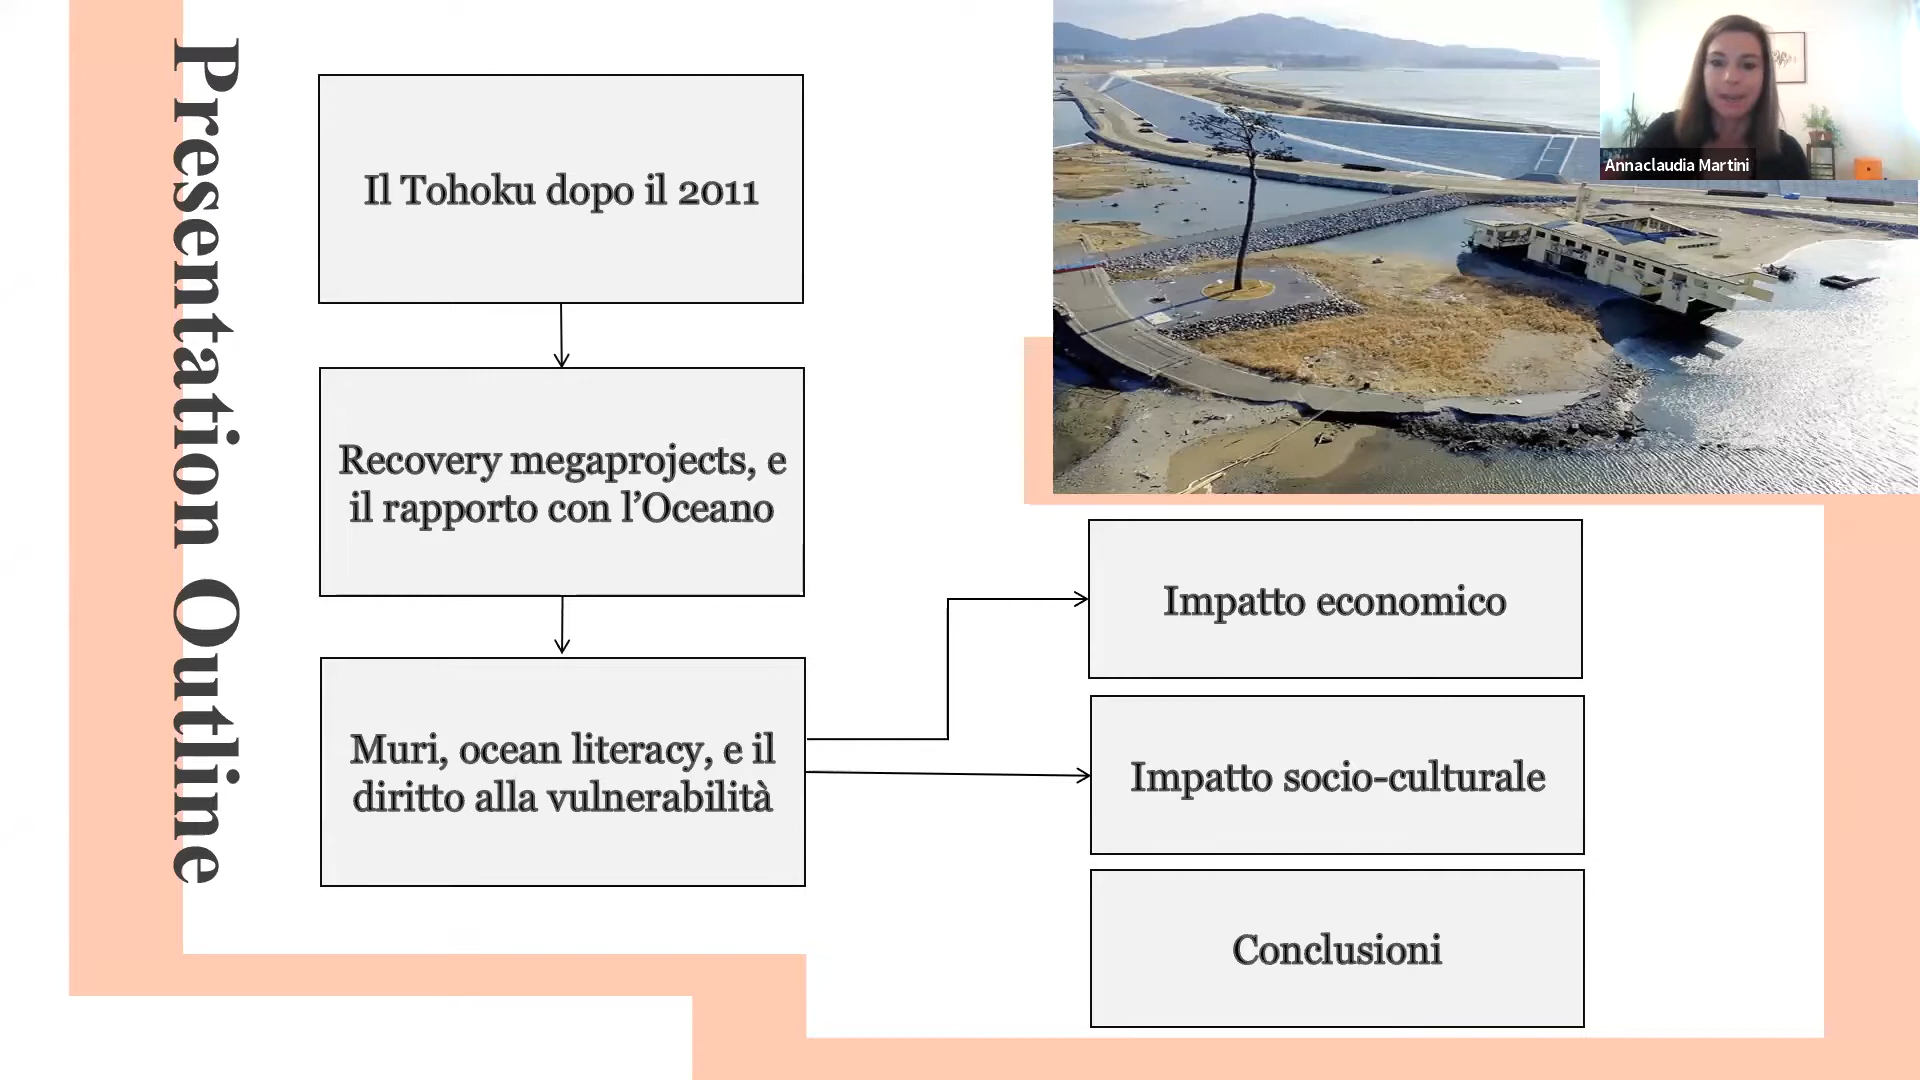 Presentation Outline
Il Tohoku dopo il 2011
Recovery megaprojects, e
il rapporto con l’Oceano
Muri, ocean literacy, e il
diritto alla vulnerabilità
Impatto economico
Impatto socio-culturale
Conclusioni
Annaclaudia Martini